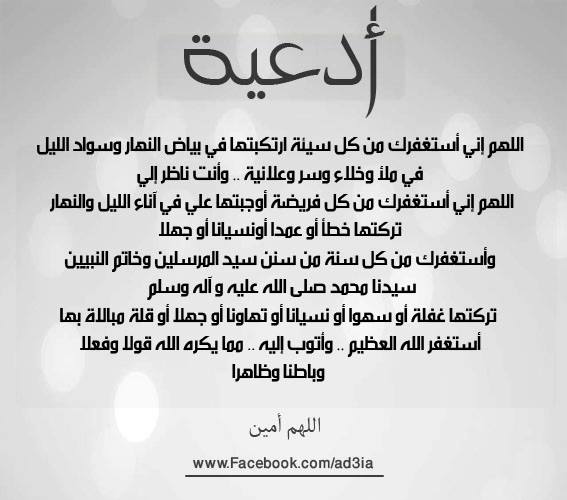 أدعية
اللهم إني أستغفرك من كل سيئة ارتكبتها في بياض النهار وسواد الليل
في ملأ وخلاء وسر وعلانية .. وأنت ناظر إلي
اللهم إني أستغفرك من كل فريضة أوجبتها علي في آناء الليل والنهار
تركتها خطأ أو عمدا أونسيانا أو جهلا
وأستغفرك من كل سنة من سنن سيد المرسلين وخاتم النبيين
سيدنا محمد صلى الله عليه و آله وسلم
تركتها غفلة أو سهوا أو نسيانا أو تهاونا أو جهلا أو قلة مبالاة بها
أستغفر الله العظيم .. وأتوب إليه .. مما يكره الله قولا وفعلا
وباطنا وظاهرا
اللهم أمين
www.Facebook.com/ad3ia